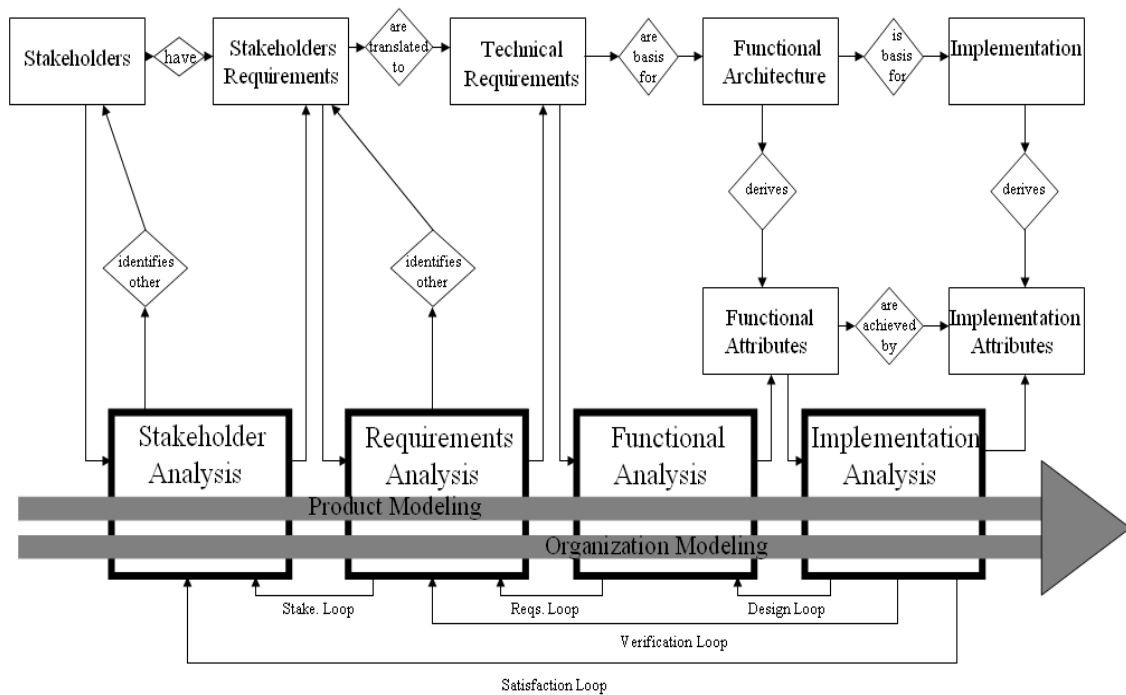 Stakeholders
have
Stakeholders
Requirements
are
translated
to
Technical
Requirements
are
basis
for
Functional
Architecture
is
basis
for
Implementation
derives
derives
identifies
other
identifies
other
Functional
Attributes
are
achieved
by
Implementation
Attributes
Stakeholder
Analysis
Requirements
Analysis
Functional
Analysis
Implementation
Analysis
Product Modeling
Organization Modeling
Stake. Loop
Reqs. Loop
Design Loop
Verification Loop
Satisfaction Loop